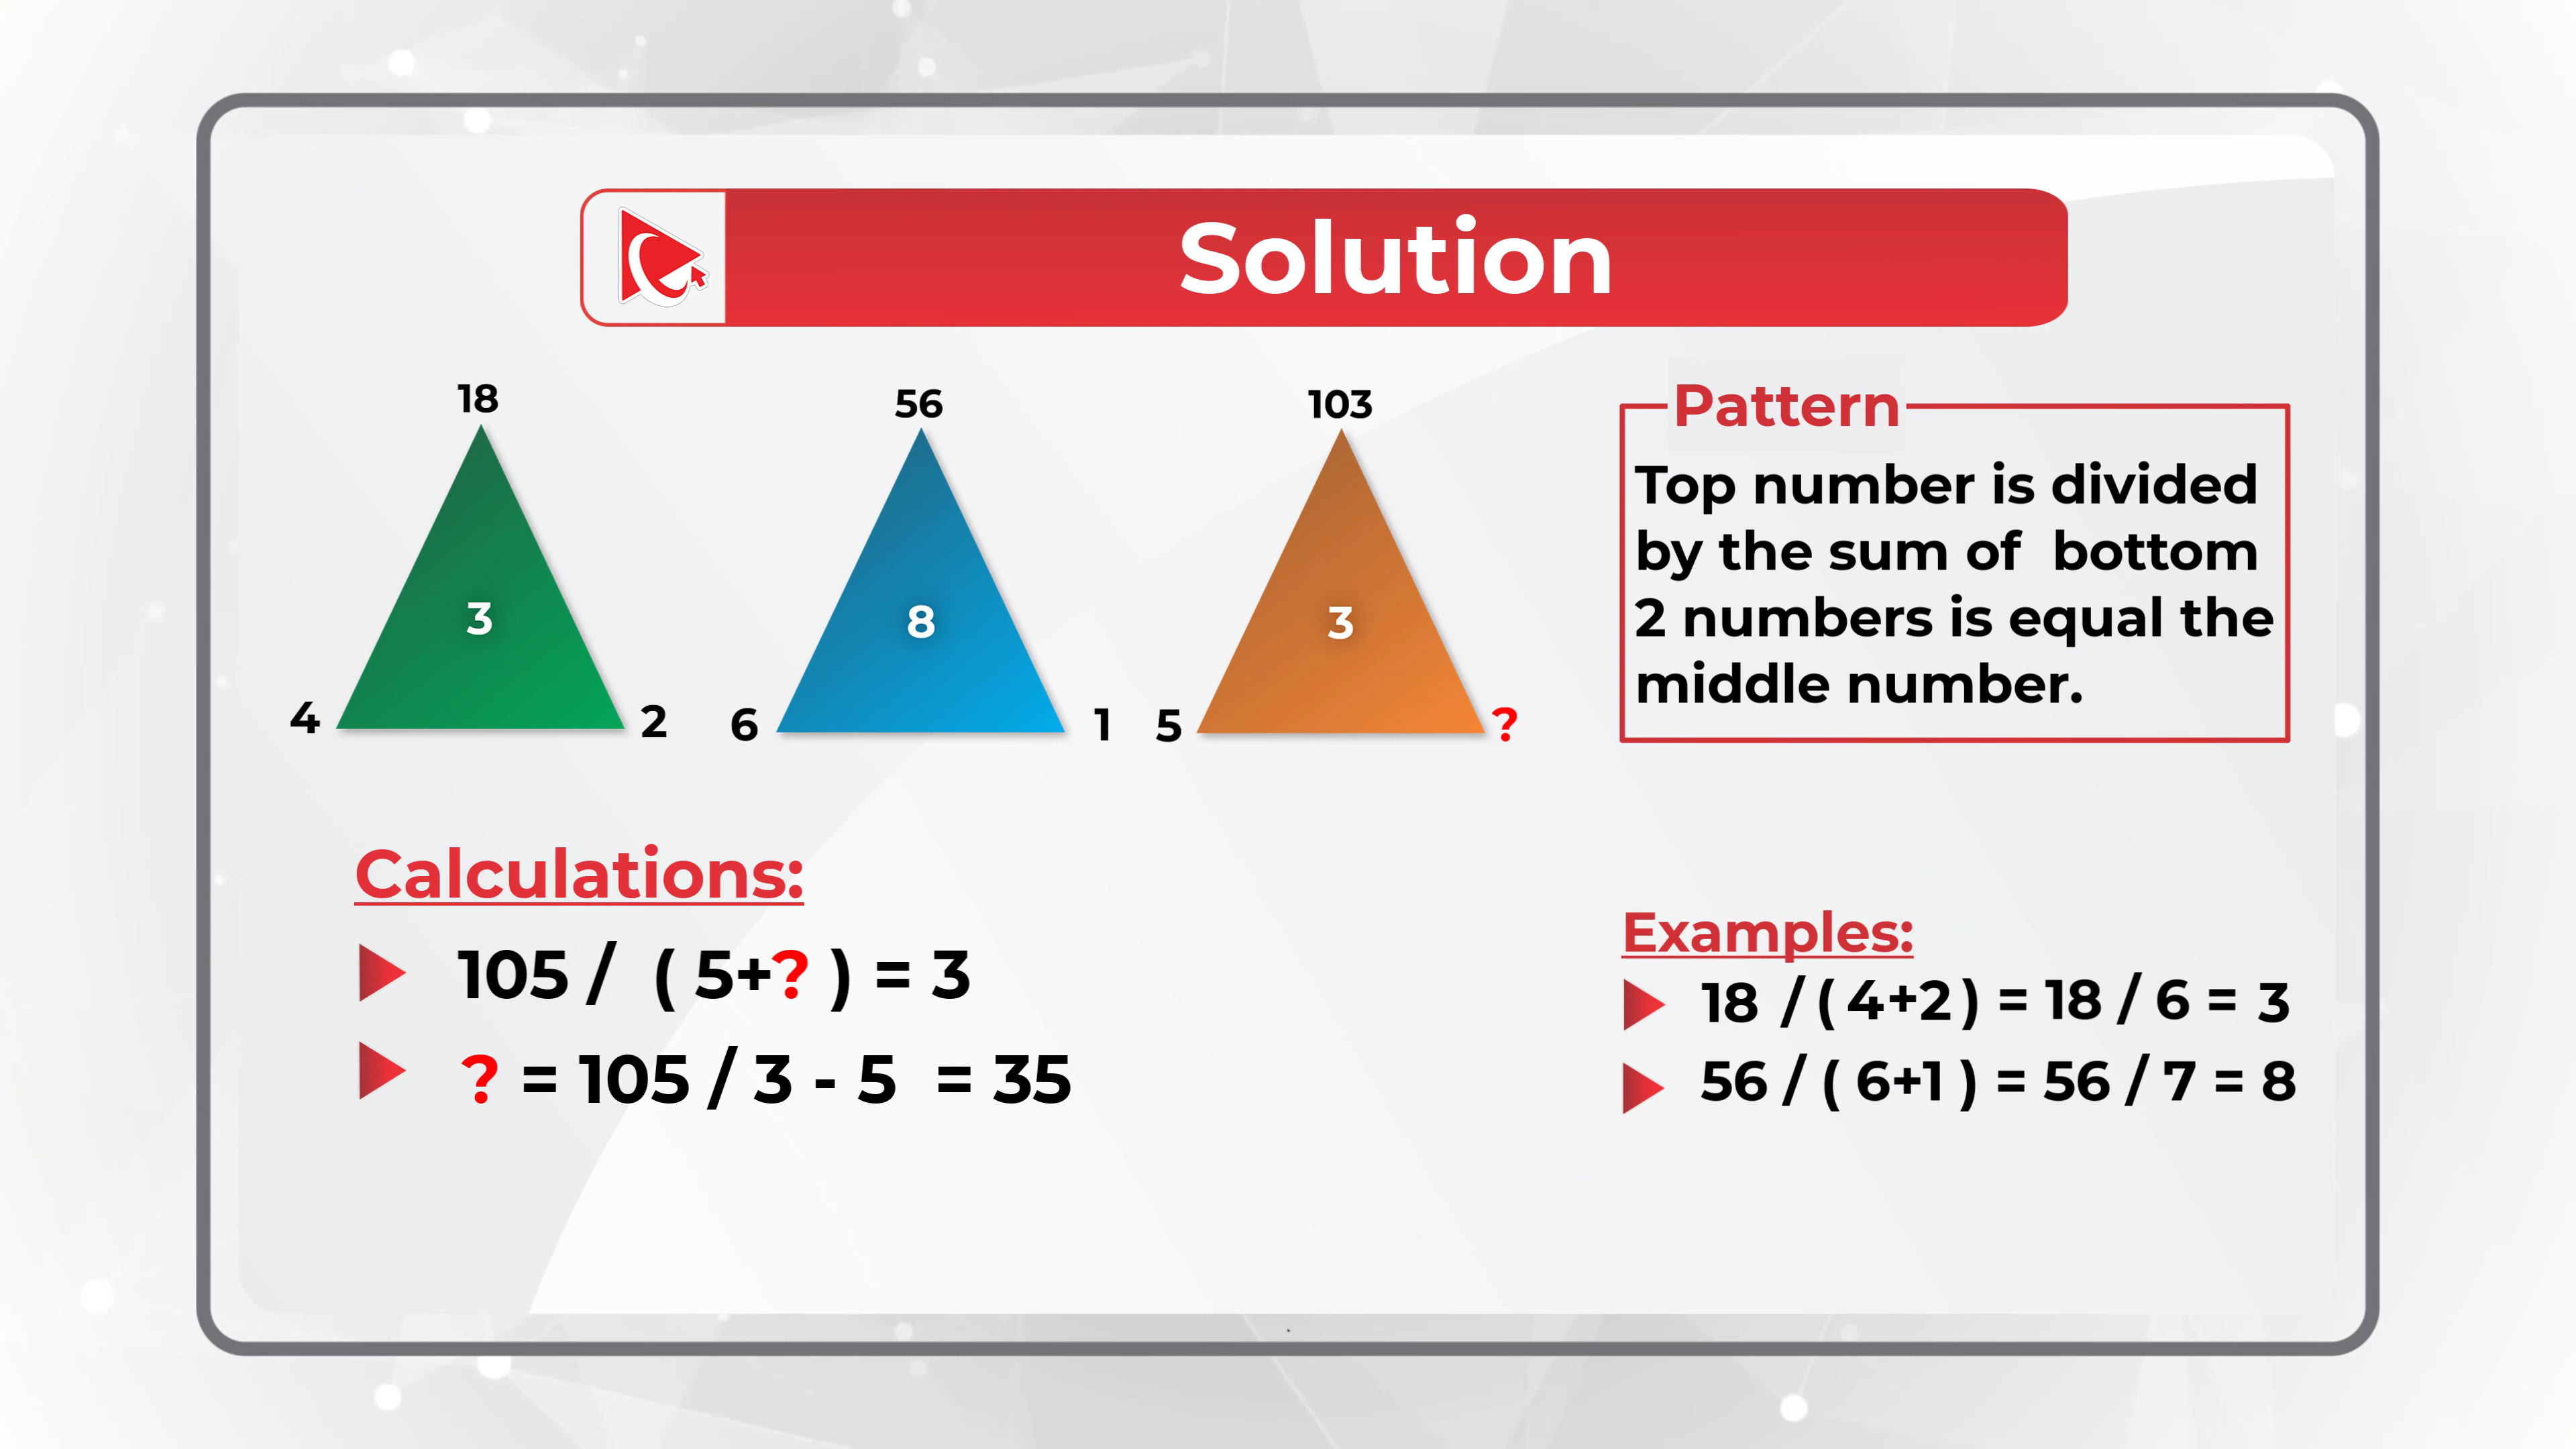 Solution
18
3
4
2
56
8
6
1
103
3
5
?
Pattern
Top number is divided
by the sum of bottom
2 numbers is equal the
middle number.
Calculations:
105 / ( 5+? ) = 3
? = 105 / 3 - 5 = 35
Examples:
18 / ( 4+2 ) = 18 / 6 = 3
56 / ( 6+1 ) = 56 / 7 = 8